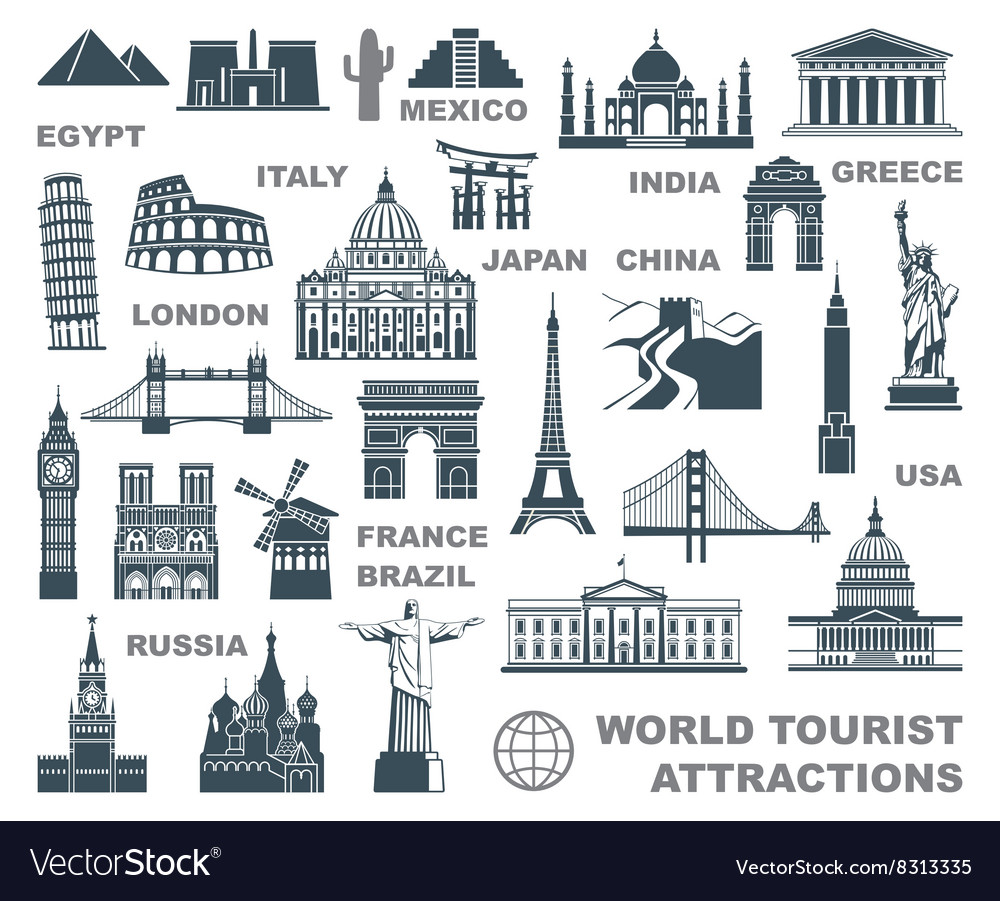 MEXICO
EGYPT
ITALY
INDIA
GREECE
JAPAN
CHINA
LONDON
USA
FRANCE
BRAZIL
RUSSIA
WORLD TOURIST
ATTRACTIONS
VectorStock®
VectorStock.com/8313335